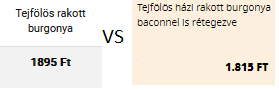 Tejfölös rakott
burgonya
1895 Ft
VS
Tejfölös házi rakott burgonya
baconnel is rétegezve
1.815 Ft